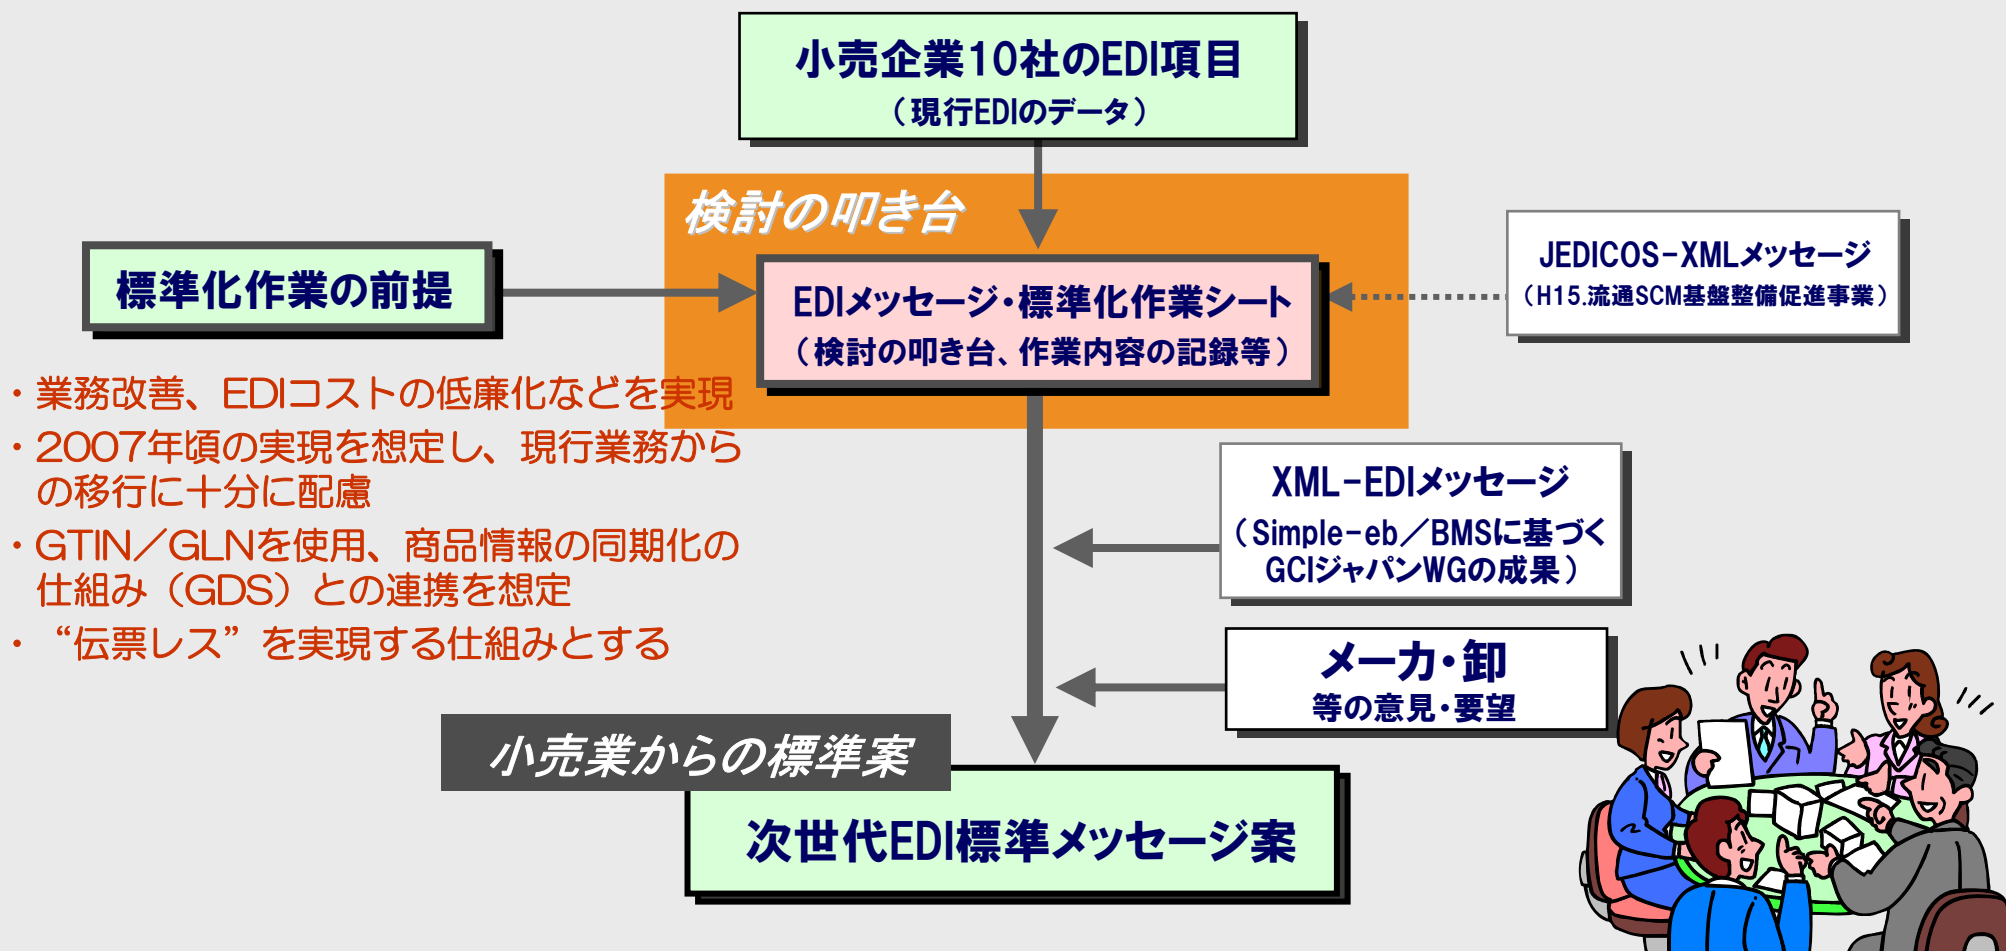 小売企業10社のEDI項目
（現行EDIのデータ）
検討の叩き台
標準化作業の前提
EDIメッセージ・標準化作業シート
（検討の叩き台、作業内容の記録等）
JEDICOS-XMLメッセージ
（H15.流通SCM基盤整備促進事業）
・業務改善、EDIコストの低廉化などを実現
・2007年頃の実現を想定し、現行業務から
の移行に十分に配慮
・GTIN／GLNを使用、商品情報の同期化の
仕組み（GDS）との連携を想定
・“伝票レス”を実現する仕組みとする
XML-EDIメッセージ
（Simple-eb／BMSに基づく
GCIジャパンWGの成果）
メーカ・卸
等の意見・要望
小売業からの標準案
次世代EDI標準メッセージ案